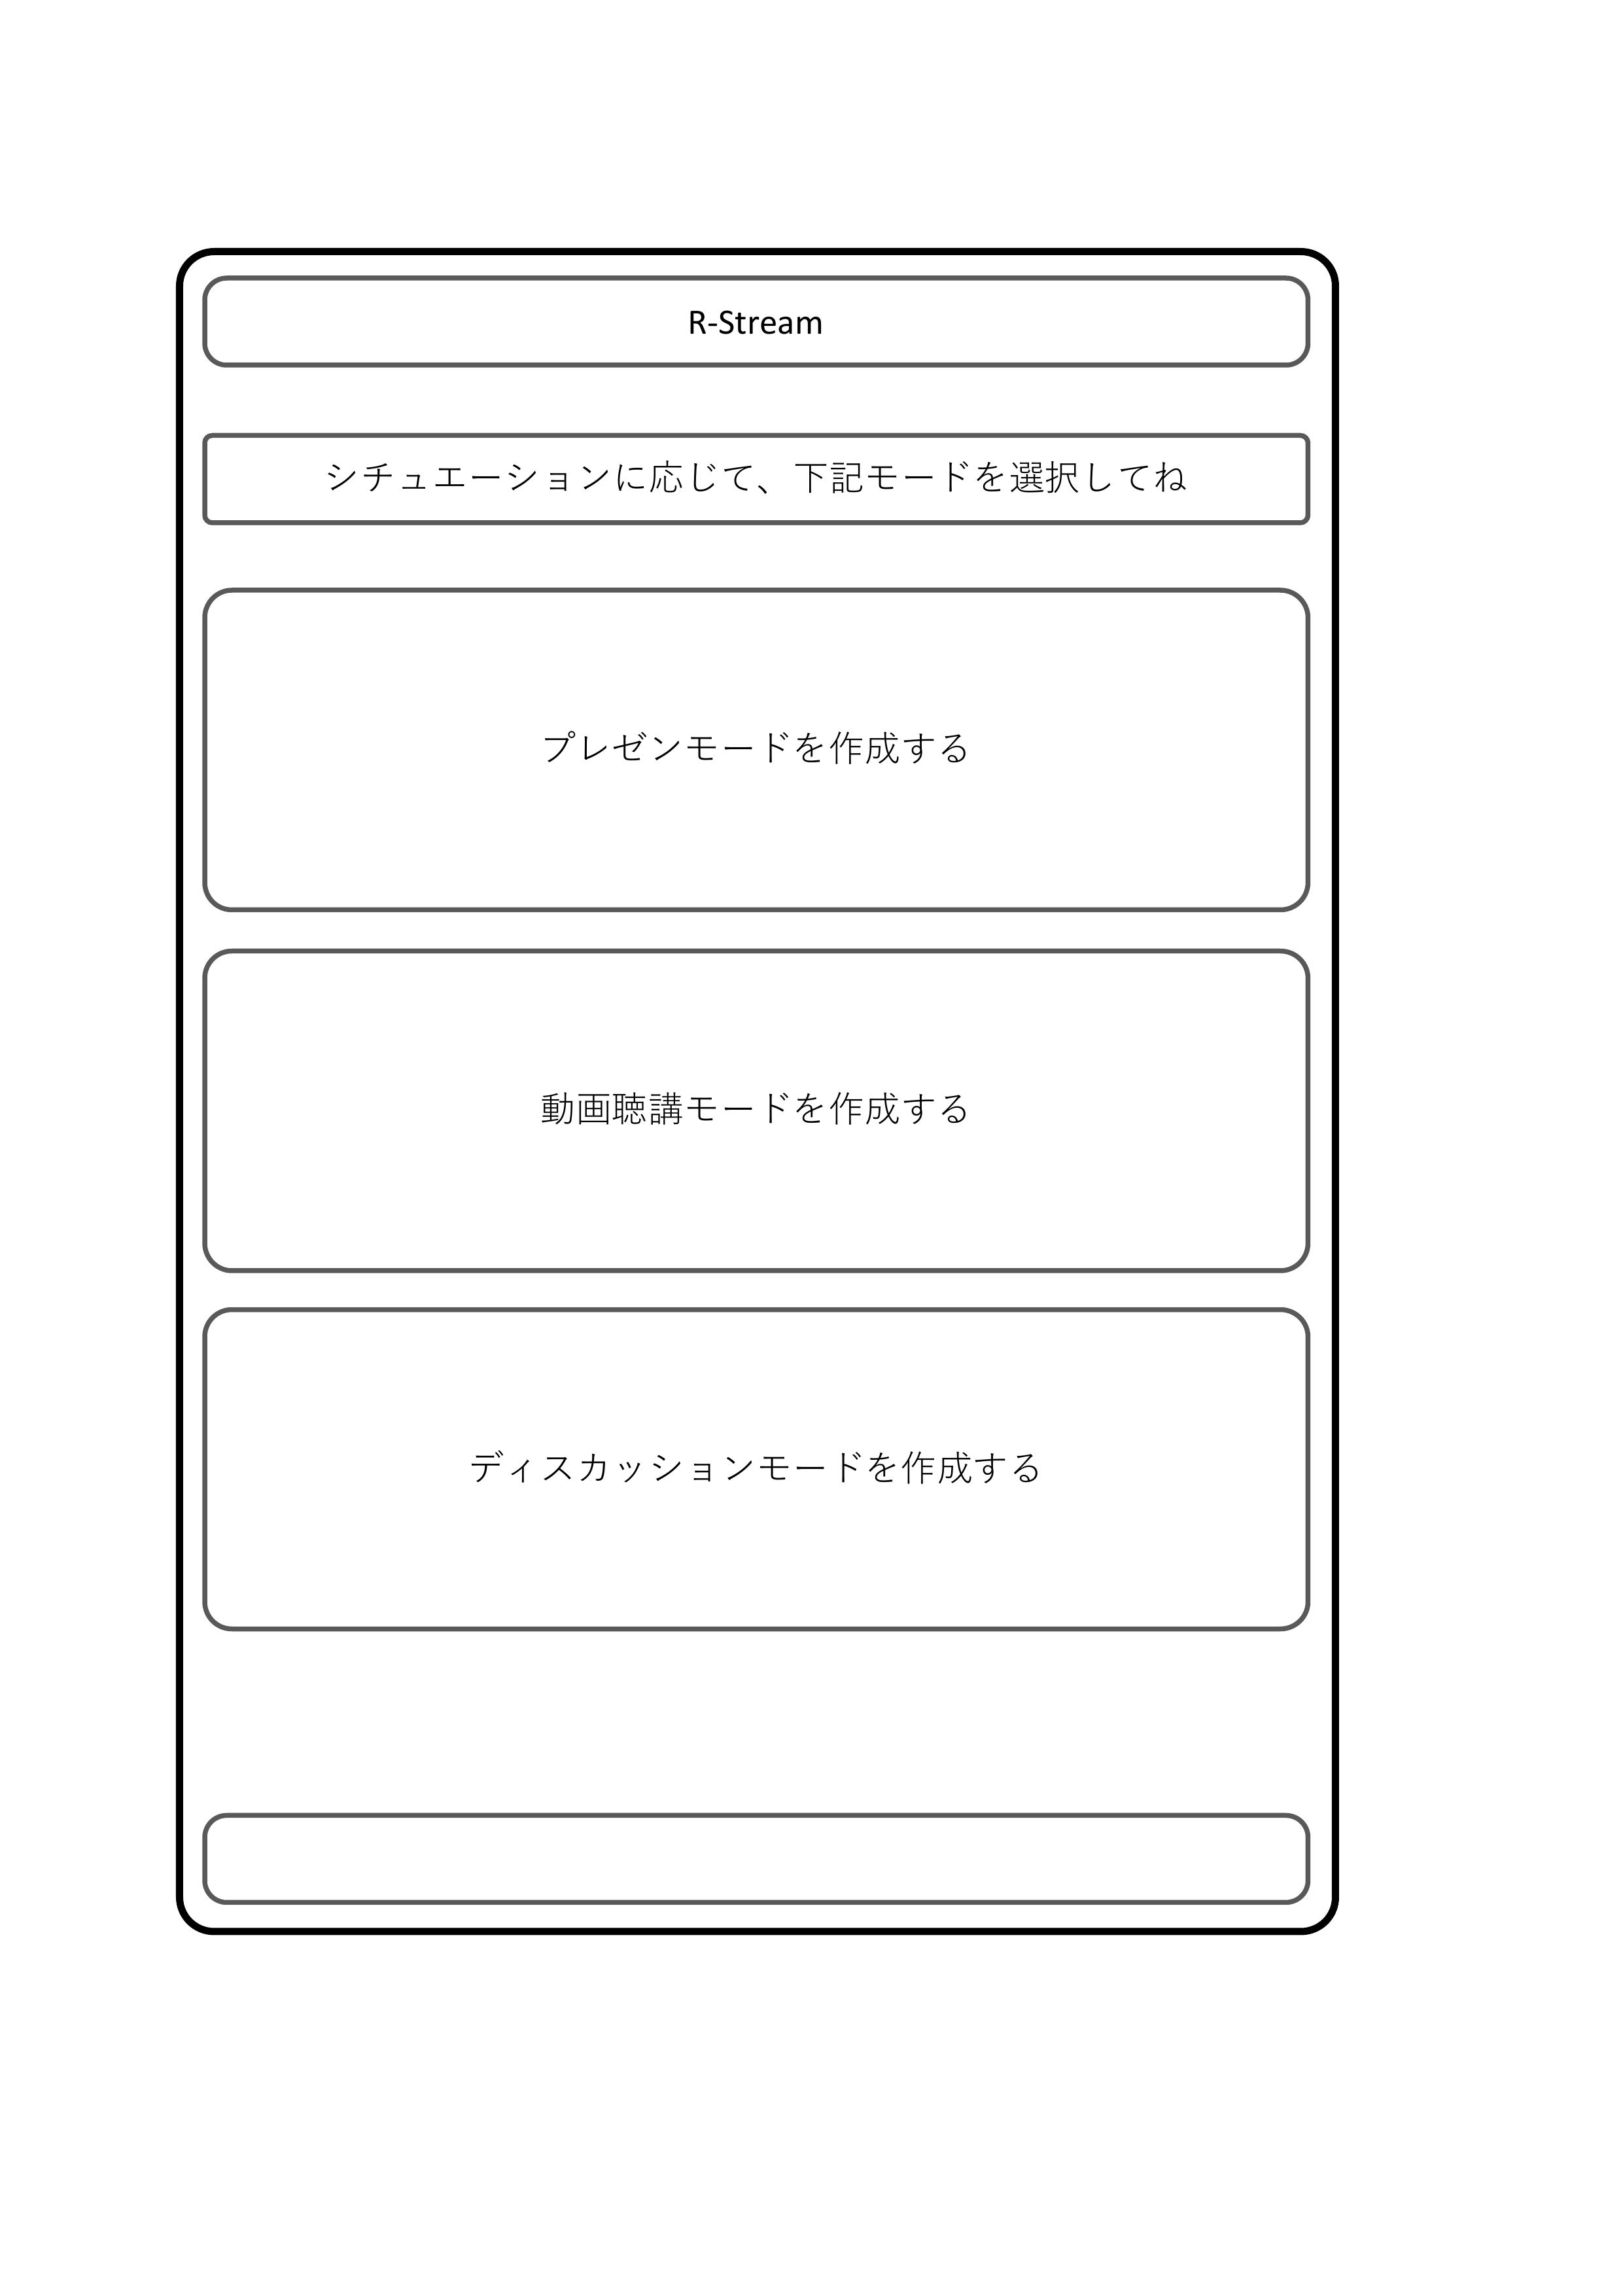 R-Stream
シチュエーションに応じて、下記モードを選択してね
プレゼンモードを作成する
動画聴講モードを作成する
ディスカッションモードを作成する